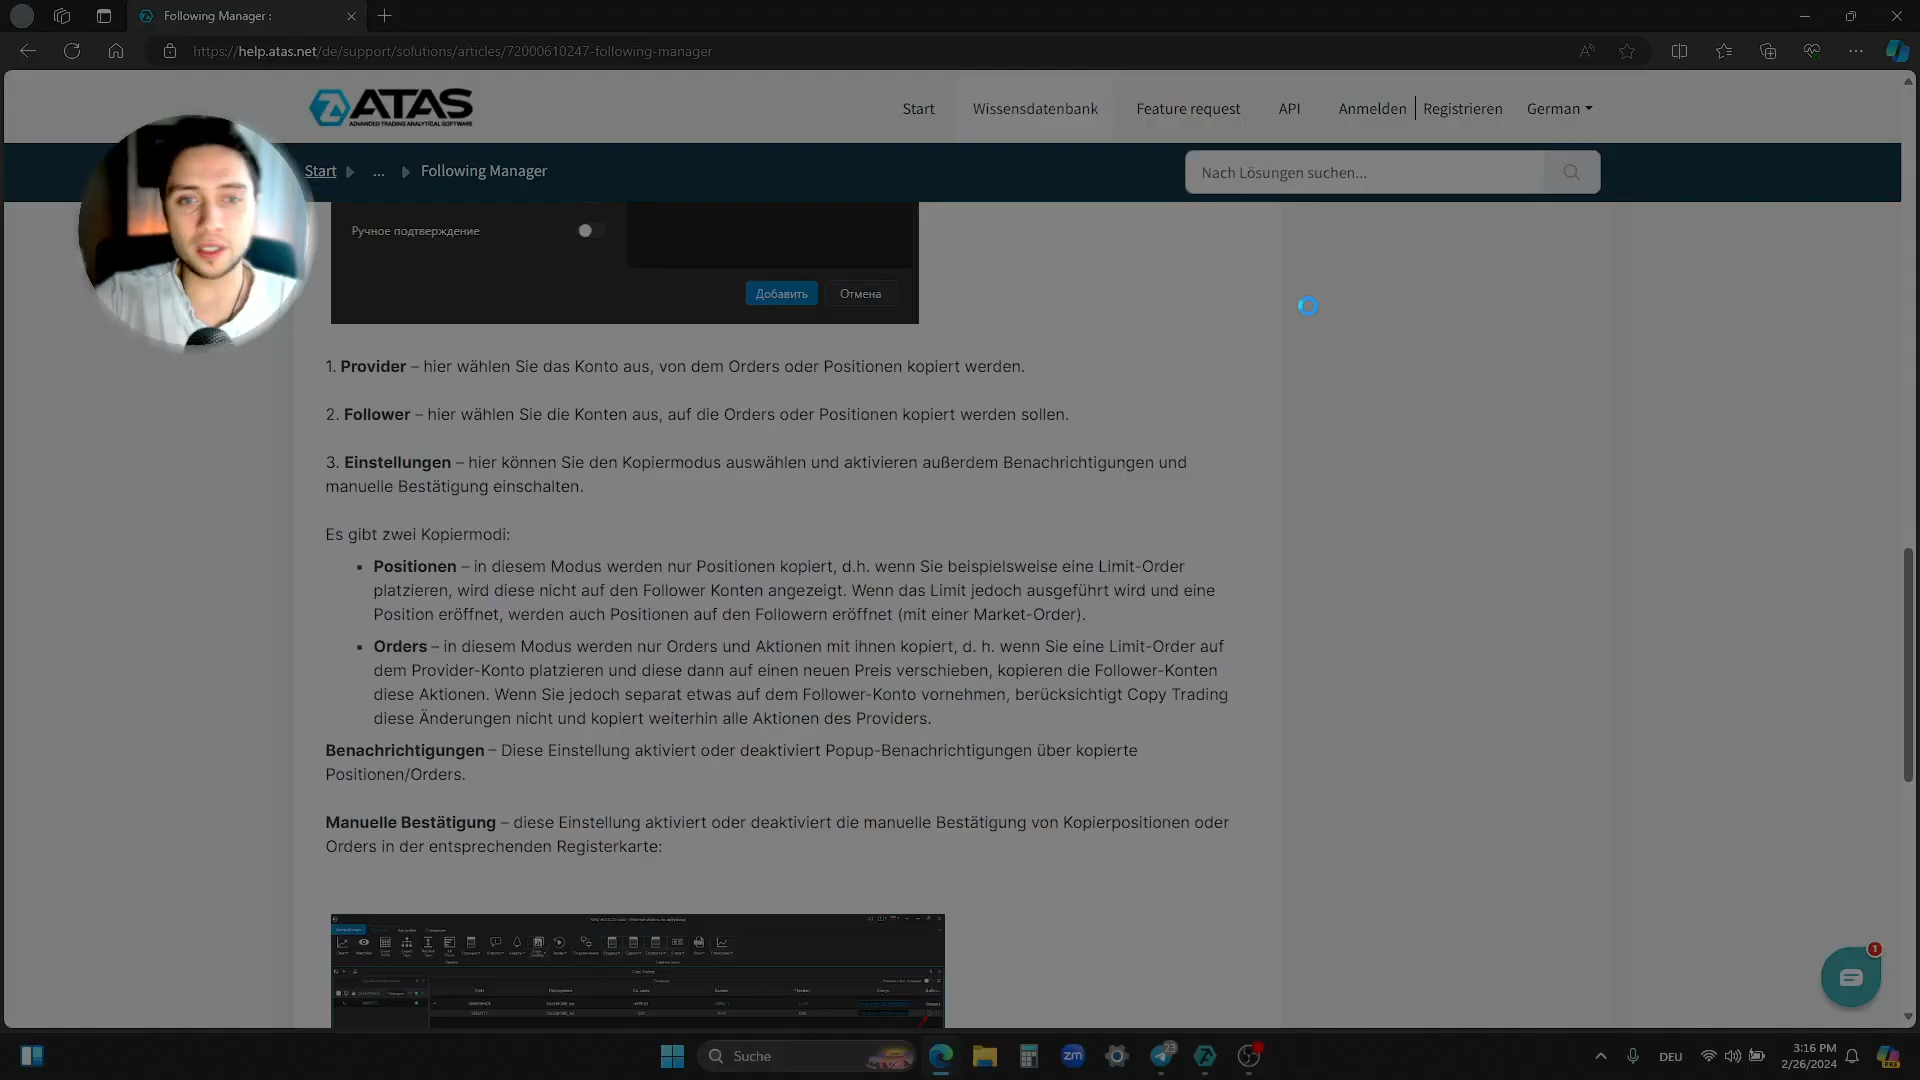 Following Manager :
https://help.atas.net/de/support/solutions/articles/72000610247-following-manager
ATAS
ADVANCED TRADING ANALYTICAL SOFTWARE
Start
Wissensdatenbank
Feature request
API
Anmelden
Registrieren
German
Start
...
Following Manager
Nach Lösungen suchen...
Ручное подтверждение
Добавить
Отмена
1. Provider – hier wählen Sie das Konto aus, von dem Orders oder Positionen kopiert werden.
2. Follower – hier wählen Sie die Konten aus, auf die Orders oder Positionen kopiert werden sollen.
3. Einstellungen – hier können Sie den Kopiermodus auswählen und aktivieren außerdem Benachrichtigungen und
manuelle Bestätigung einschalten.
Es gibt zwei Kopiermodi:
Positionen – in diesem Modus werden nur Positionen kopiert, d.h. wenn Sie beispielsweise eine Limit-Order
platzieren, wird diese nicht auf den Follower Konten angezeigt. Wenn das Limit jedoch ausgeführt wird und eine
Position eröffnet, werden auch Positionen auf den Followern eröffnet (mit einer Market-Order).
Orders – in diesem Modus werden nur Orders und Aktionen mit ihnen kopiert, d. h. wenn Sie eine Limit-Order auf
dem Provider-Konto platzieren und diese dann auf einen neuen Preis verschieben, kopieren die Follower-Konten
diese Aktionen. Wenn Sie jedoch separat etwas auf dem Follower-Konto vornehmen, berücksichtigt Copy Trading
diese Änderungen nicht und kopiert weiterhin alle Aktionen des Providers.
Benachrichtigungen – Diese Einstellung aktiviert oder deaktiviert Popup-Benachrichtigungen über kopierte
Positionen/Orders.
Manuelle Bestätigung – diese Einstellung aktiviert oder deaktiviert die manuelle Bestätigung von Kopierpositionen oder
Orders in der entsprechenden Registerkarte:
1
Suche
zm
23
DEU
3:16 PM
2/26/2024
PRE